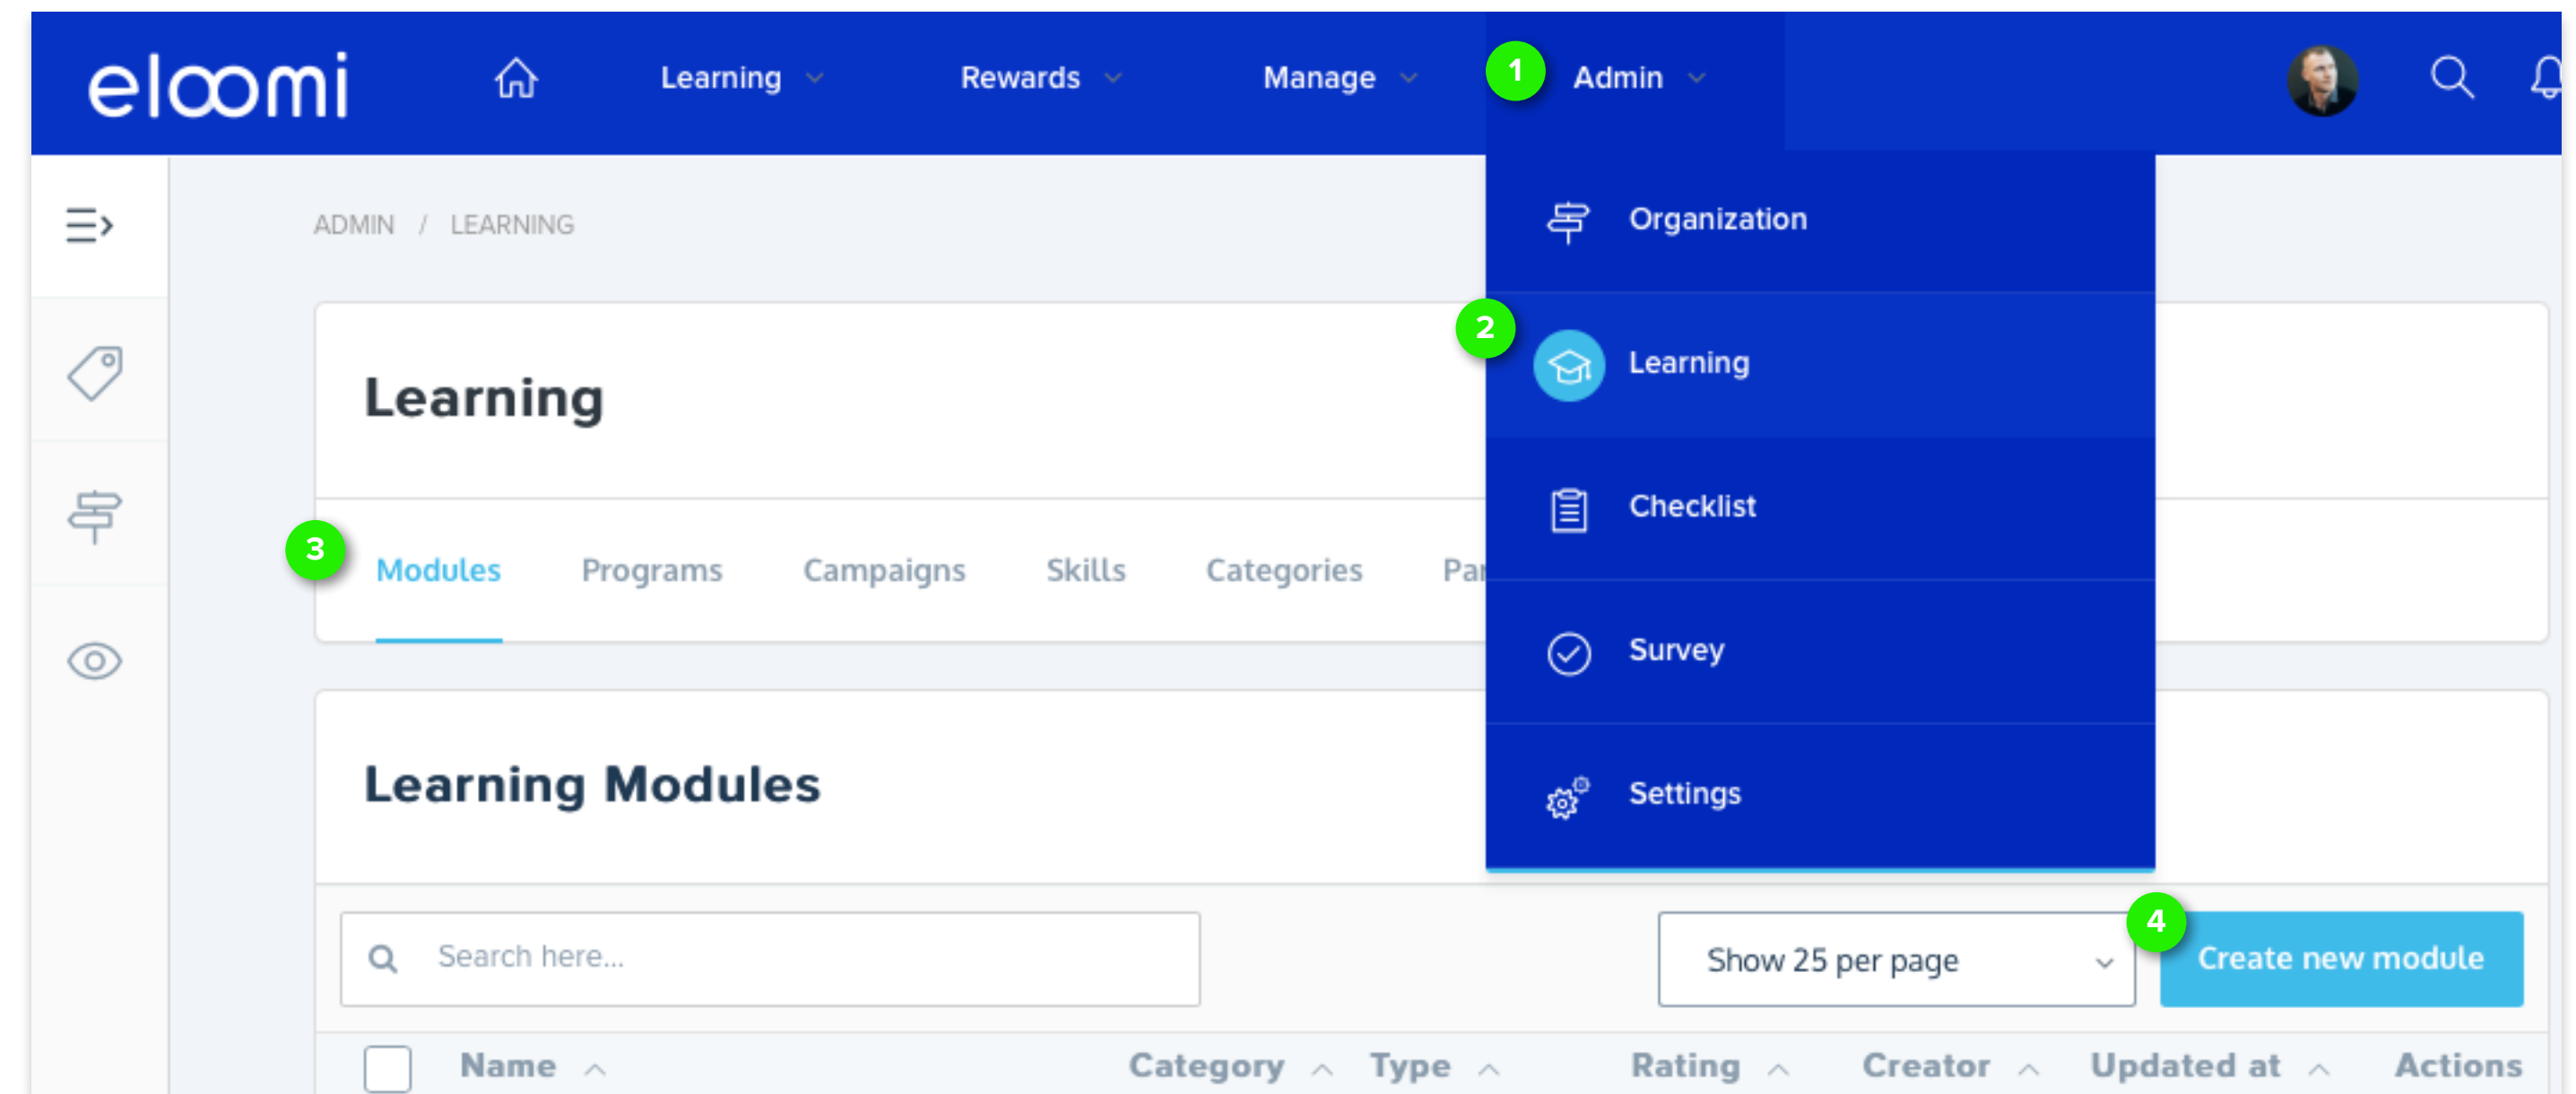 eloomi
Learning
Rewards
Manage
1
Admin
Organization
2
Learning
Checklist
Survey
Settings
ADMIN / LEARNING
Learning
3
Modules Programs Campaigns Skills Categories
Learning Modules
Search here...
Show 25 per page
4
Create new module
Name Category Type Rating Creator Updated at Actions